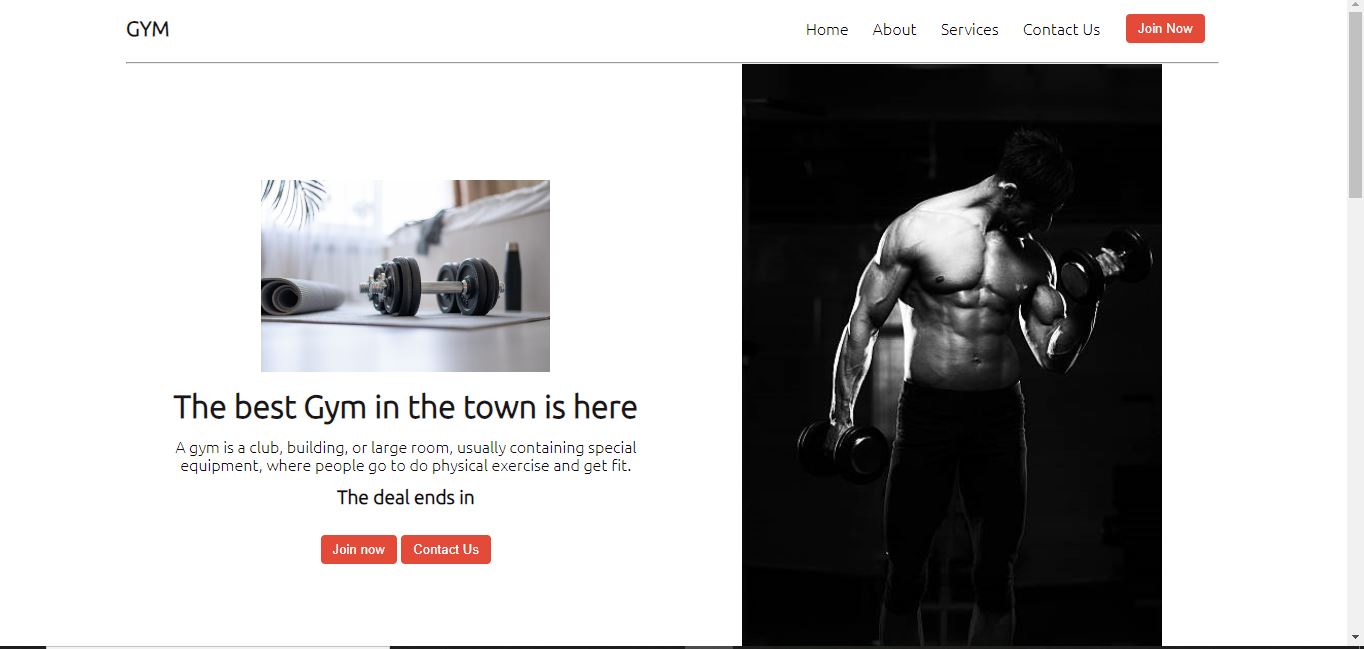 GYM
Home About Services Contact Us Join Now
The best Gym in the town is here
A gym is a club, building, or large room, usually containing special
equipment, where people go to do physical exercise and get fit.
The deal ends in
Join now Contact Us